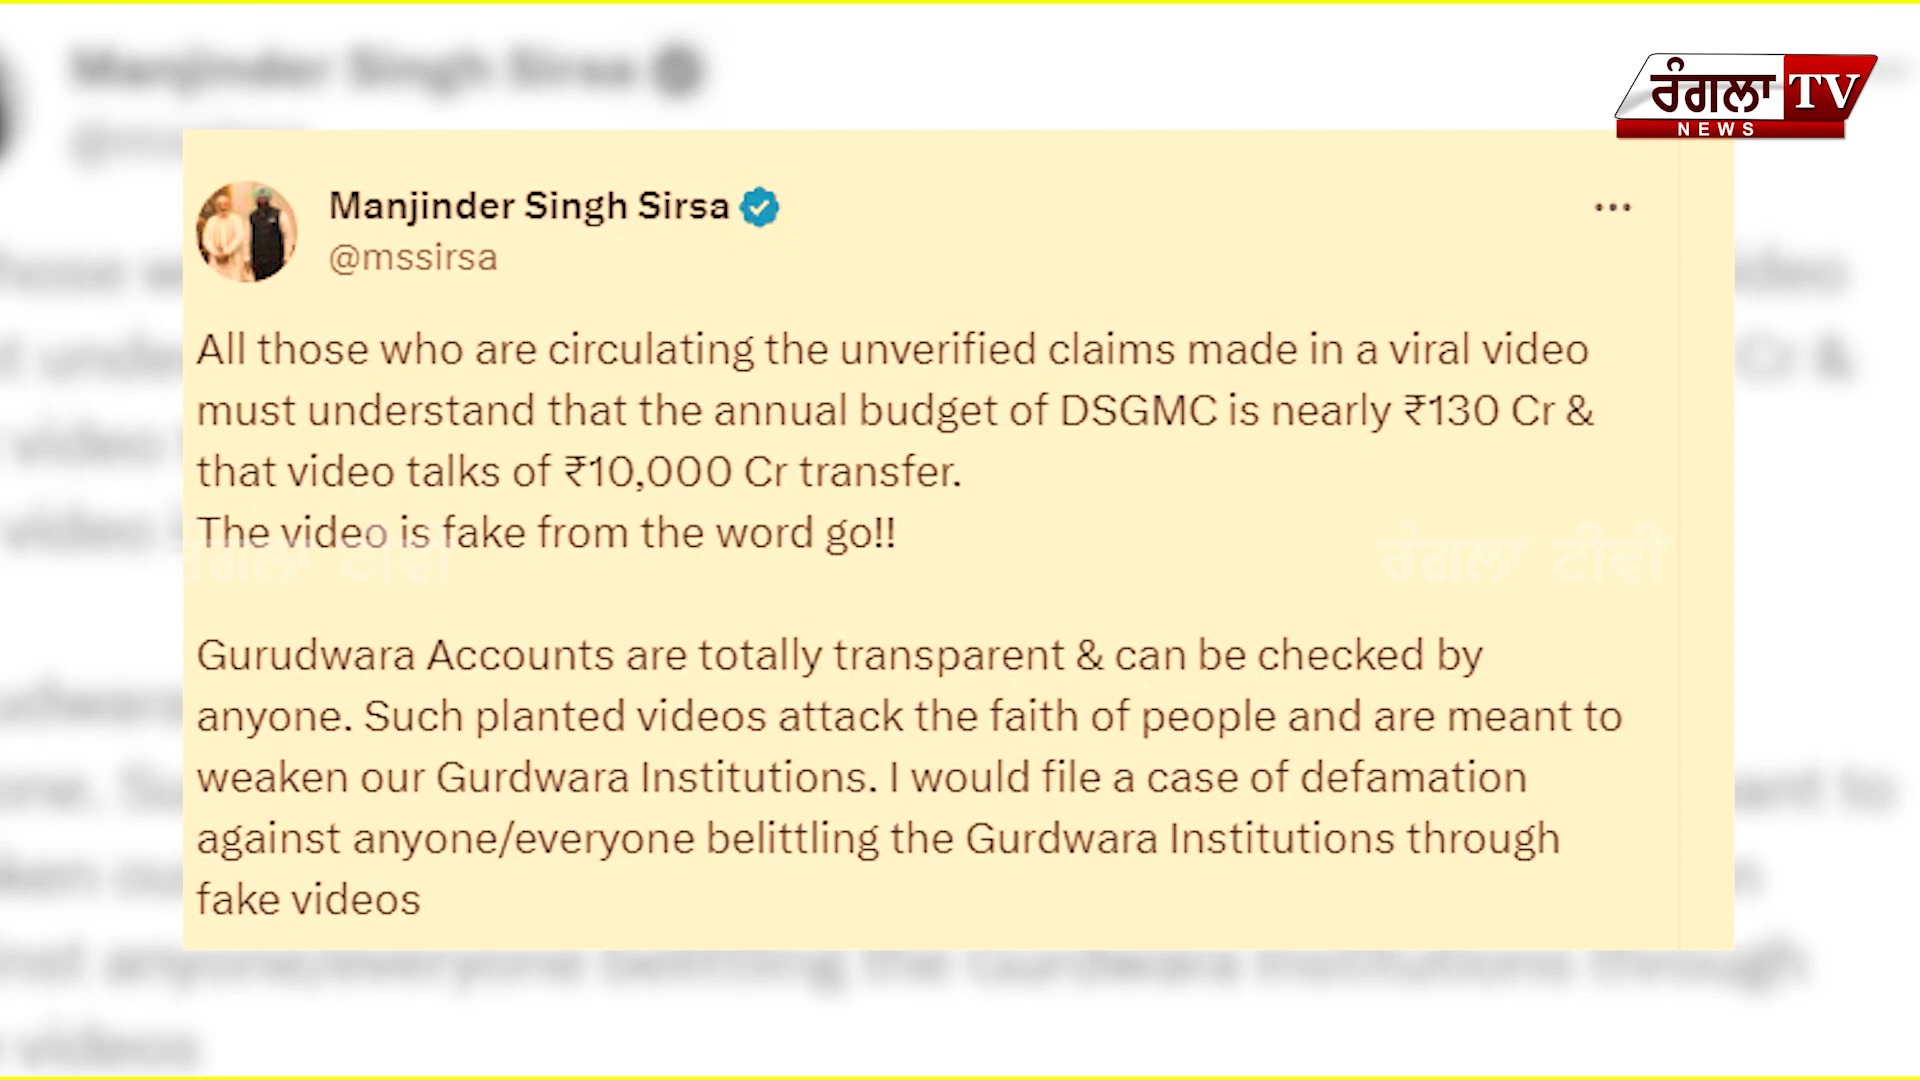 ਰੰਗਲਾ TV
NEWS
Manjinder Singh Sirsa
@mssirsa
All those who are circulating the unverified claims made in a viral video
must understand that the annual budget of DSGMC is nearly ₹130 Cr &
that video talks of ₹10,000 Cr transfer.
The video is fake from the word go!!
ਰੰਗਲਾ ਟੀਵੀ
ਰੰਗਲਾ ਟੀਵੀ
Gurudwara Accounts are totally transparent & can be checked by
anyone. Such planted videos attack the faith of people and are meant to
weaken our Gurdwara Institutions. I would file a case of defamation
against anyone/everyone belittling the Gurdwara Institutions through
fake videos